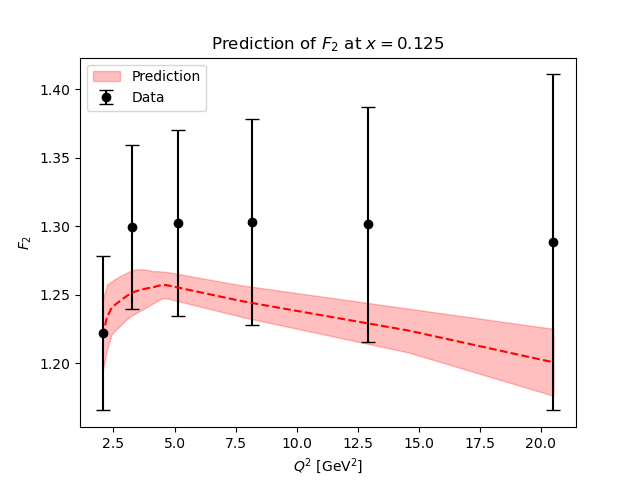 Prediction of $F_2$ at $x = 0.125$
Prediction
Data
1.40
1.35
1.30
1.25
1.20
$F_2$
2.5 5.0 7.5 10.0 12.5 15.0 17.5 20.0
$Q^2$ [GeV$^2$]